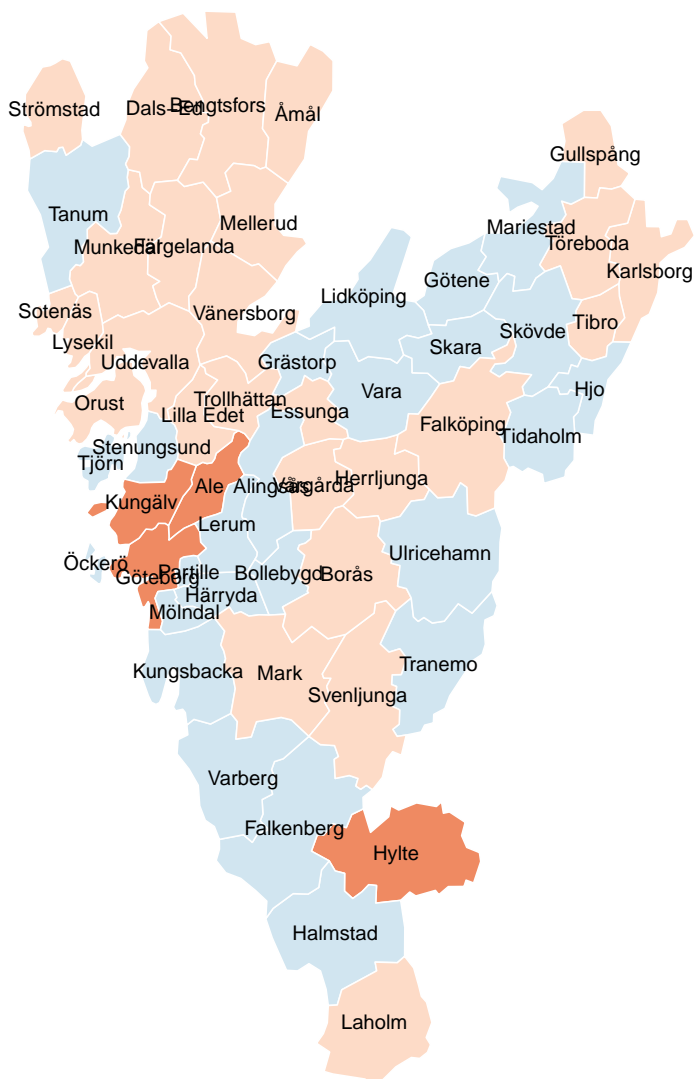 Strömstad
Dals-Ed
Bengtsfors
Åmål
Gullspång
Tanum
Mellerud
Mariestad
Munkedal
Färgelanda
Töreboda
Karlsborg
Götene
Lidköping
Sotenäs
Vänersborg
Tibro
Skövde
Lysekil
Skara
Uddevalla
Grästorp
Hjo
Vara
Orust
Trollhättan
Lilla Edet
Essunga
Falköping
Tidaholm
Stenungsund
Tjörn
Herrljunga
Ale
Alingsås
Vårgårda
Kungälv
Lerum
Ulricehamn
Öckerö
Partille
Göteborg
Bollebygd
Borås
Härryda
Mölndal
Tranemo
Kungsbacka
Mark
Svenljunga
Varberg
Falkenberg
Hylte
Halmstad
Laholm